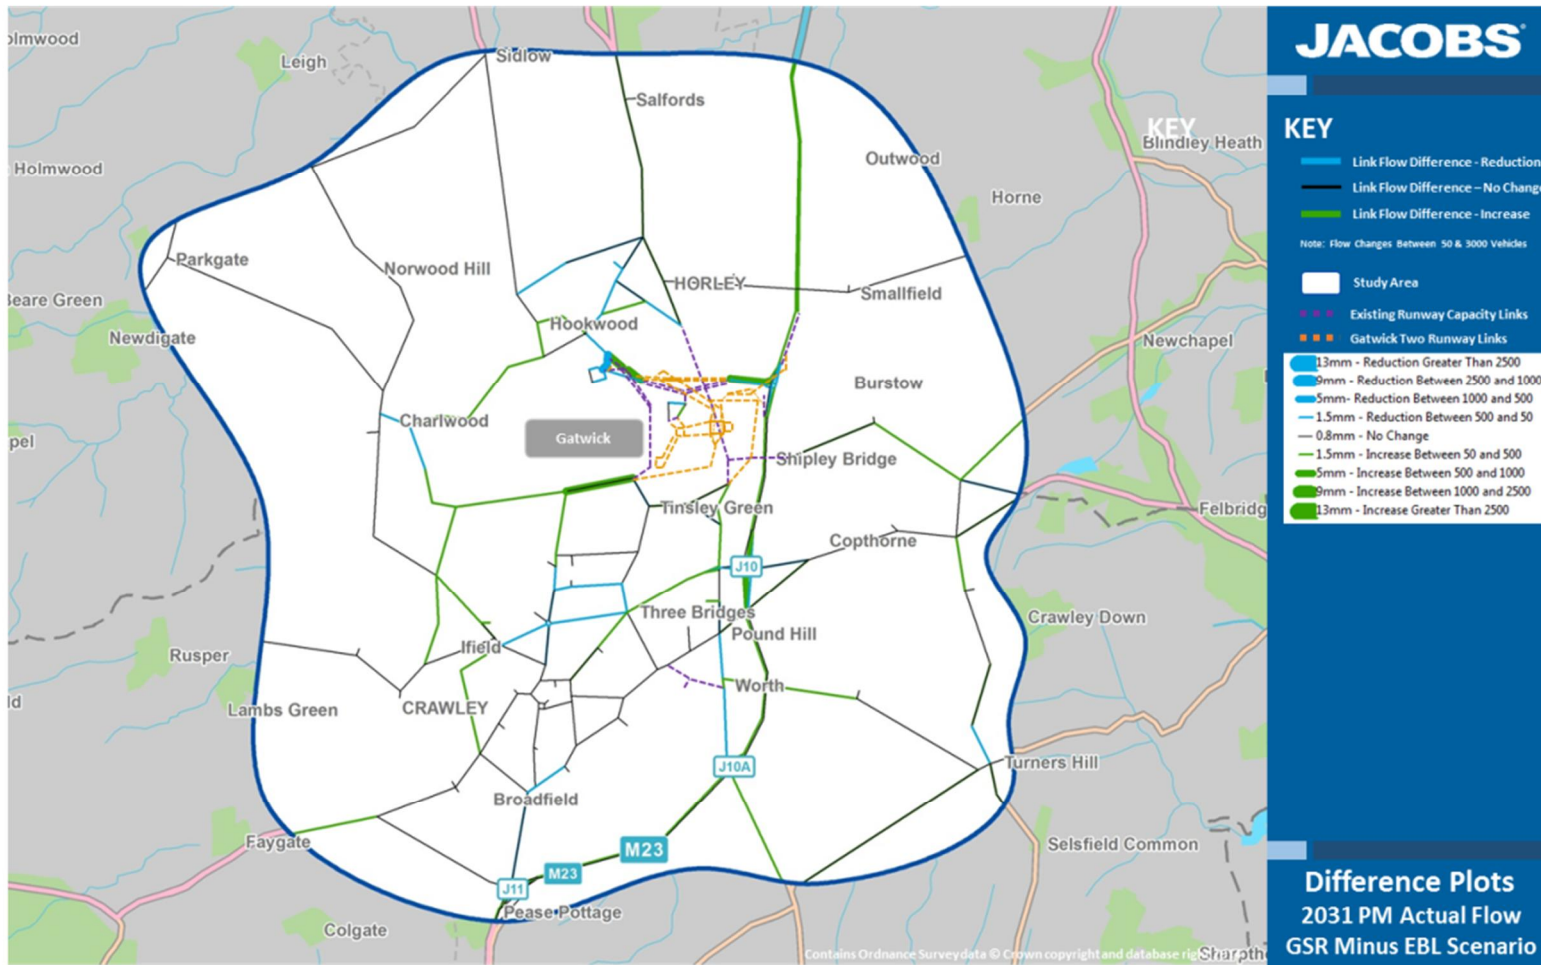 olmwood
Leigh
Sidlow
Salfords
Outwood
KEY
Blindley Heath
Holmwood
Horne
Parkgate
Norwood Hill
HORLEY
Smallfield
Beare Green
Hookwood
Newdigate
Newchapel
Burstow
Charlwood
Gatwick
Shipley Bridge
Tinsley Green
Felbridg
Copthorne
J10
Three Bridges
Pound Hill
Crawley Down
Ifield
Rusper
Worth
CRAWLEY
Lambs Green
J10A
Turners Hill
Broadfield
Faygate
M23
Selsfield Common
M23
J11
Pease Pottage
Colgate
Contains Ordnance Survey data © Crown copyright and database rig
Sharpth
JACOBS
KEY
Link Flow Difference - Reduction
Link Flow Difference – No Change
Link Flow Difference - Increase
Note: Flow Changes Between 50 & 3000 Vehicles
Study Area
Existing Runway Capacity Links
Gatwick Two Runway Links
13mm - Reduction Greater Than 2500
9mm - Reduction Between 2500 and 1000
5mm- Reduction Between 1000 and 500
1.5mm - Reduction Between 500 and 50
0.8mm - No Change
1.5mm - Increase Between 50 and 500
5mm - Increase Between 500 and 1000
9mm - Increase Between 1000 and 2500
13mm - Increase Greater Than 2500
Difference Plots
2031 PM Actual Flow
GSR Minus EBL Scenario